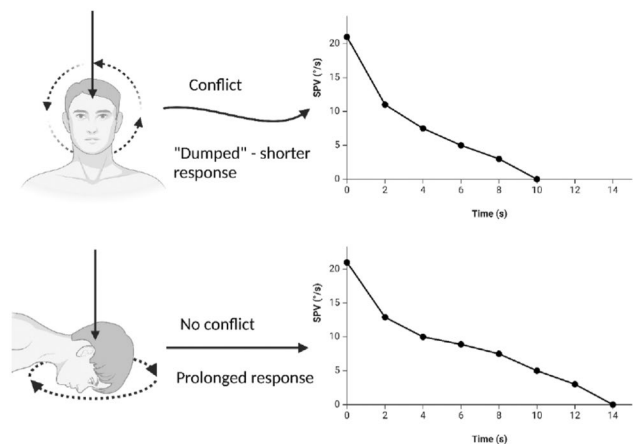 Conflict
"Dumped" - shorter
response
SPV (°/s)
20
15
10
5
0
0 2 4 6 8 10 12 14
Time (s)
No conflict
Prolonged response
SPV (°/s)
20
15
10
5
0
0 2 4 6 8 10 12 14
Time (s)